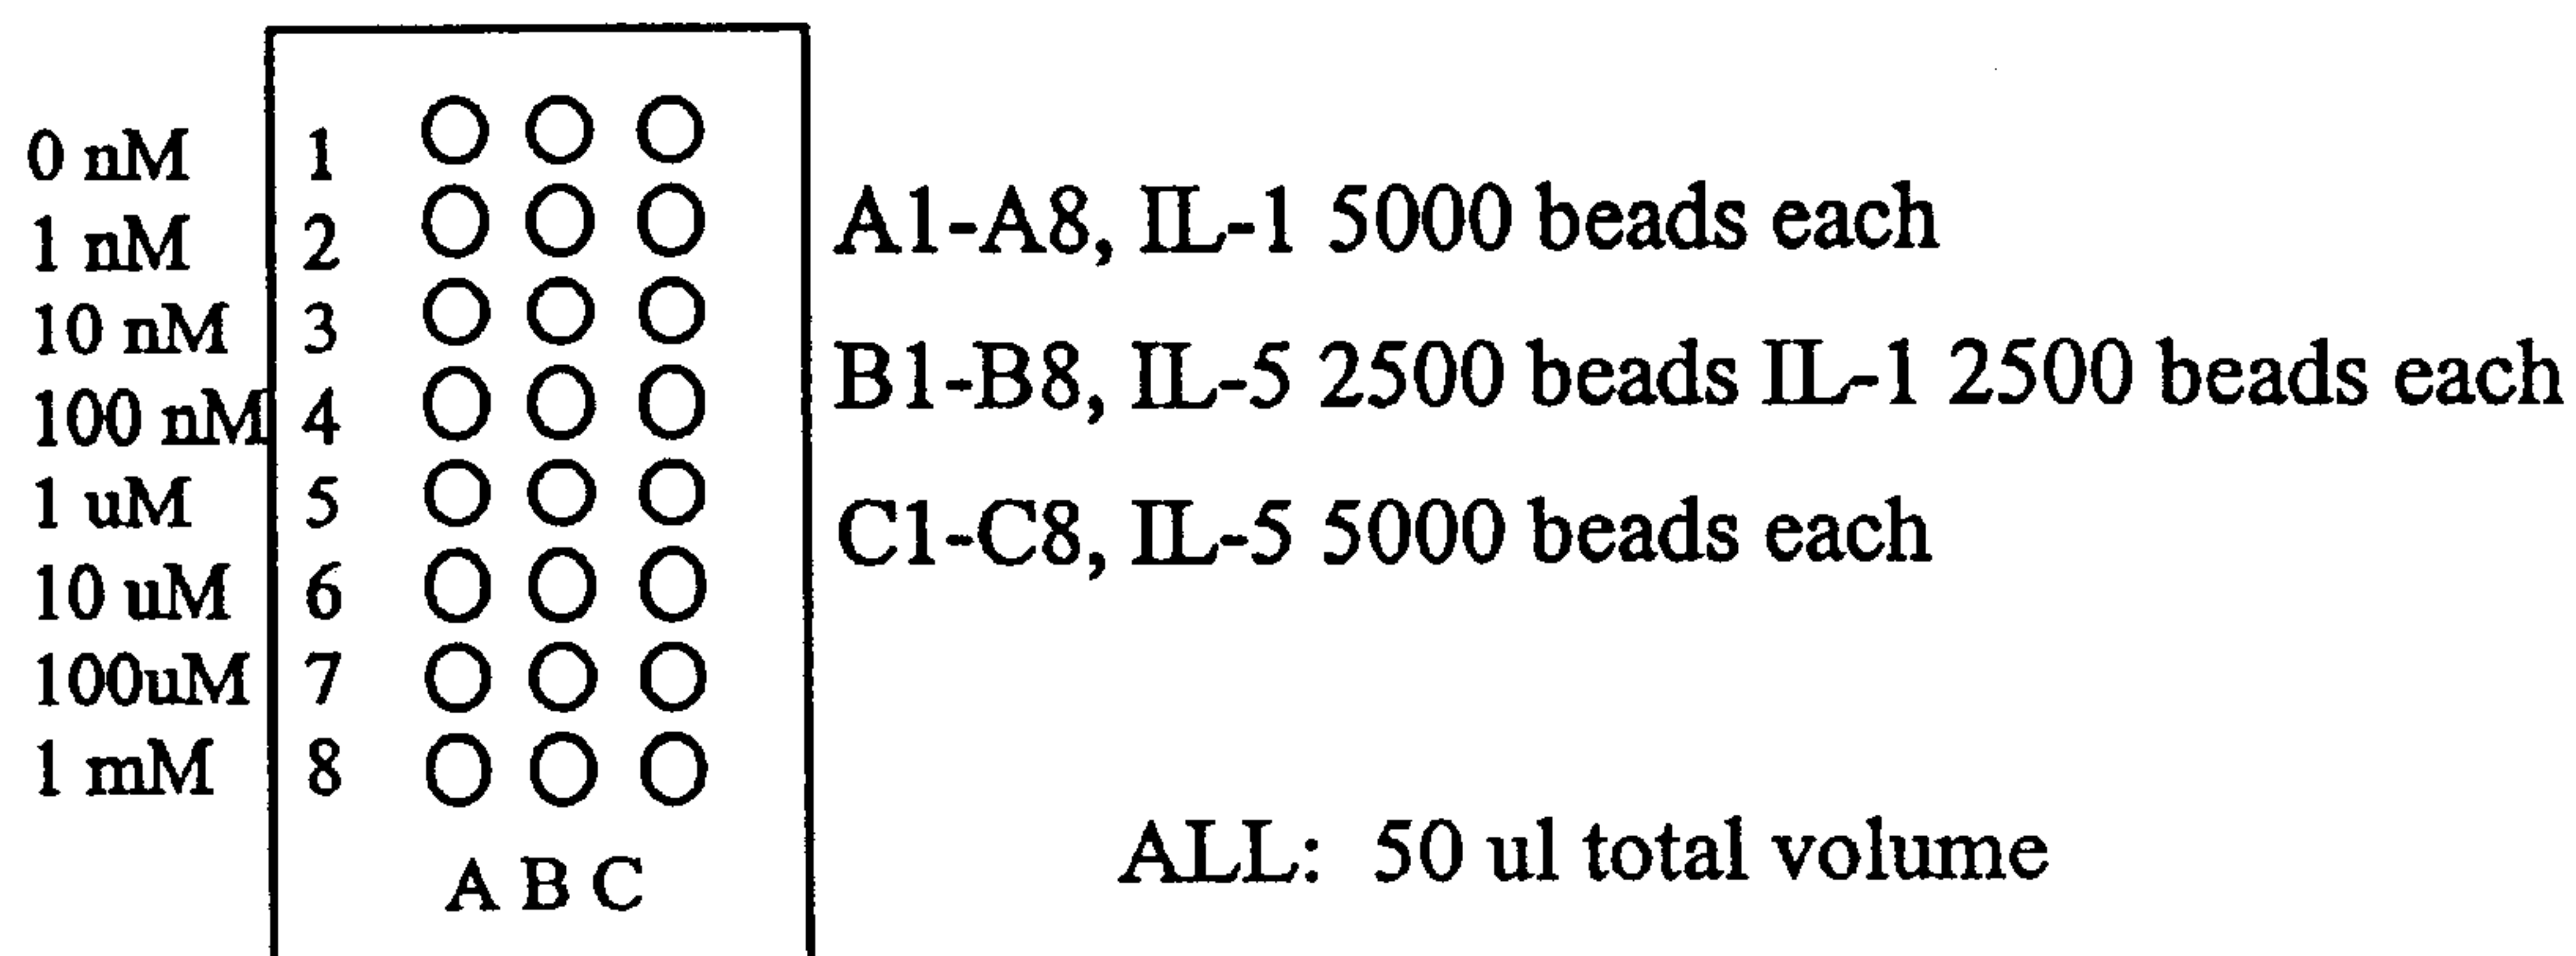 0 nM 1
1 nM 2
10 nM 3
100 nM 4
1 uM 5
10 uM 6
100uM 7
1 mM 8
A B C
A1-A8, IL-1 5000 beads each
B1-B8, IL-5 2500 beads IL-1 2500 beads each
C1-C8, IL-5 5000 beads each
ALL: 50 ul total volume